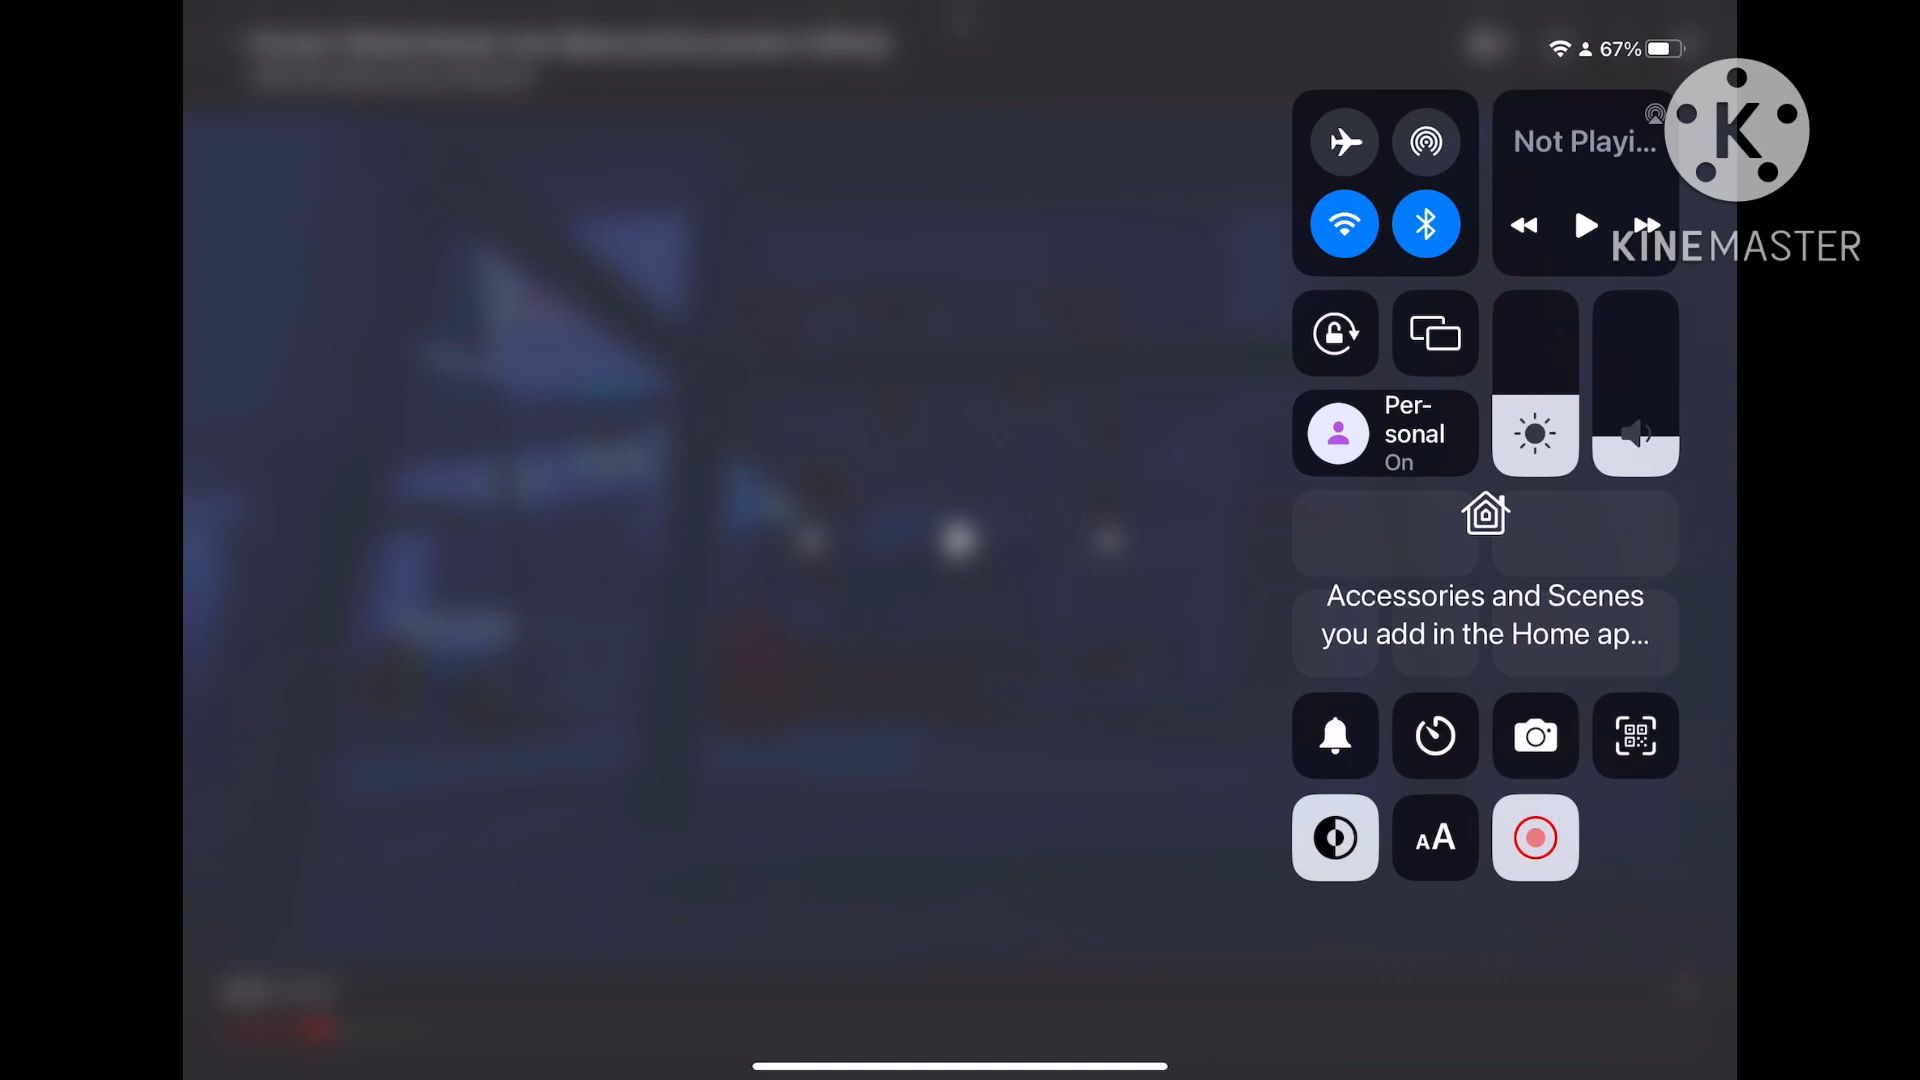 67%
Not Playi...
K
KINEMASTER
Per-
sonal
On
Accessories and Scenes
you add in the Home ap...
AA